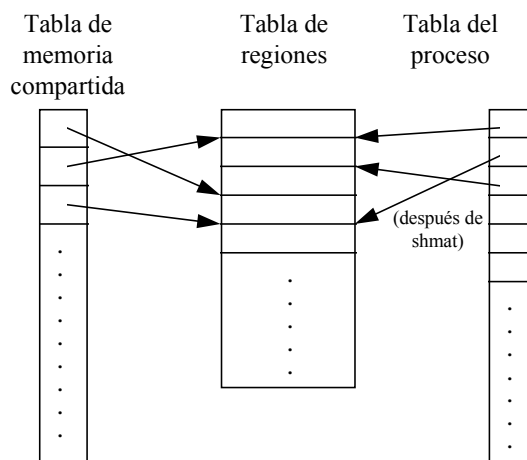 Tabla de
memoria
compartida
Tabla de
regiones
Tabla del
proceso
(después de
shmat)